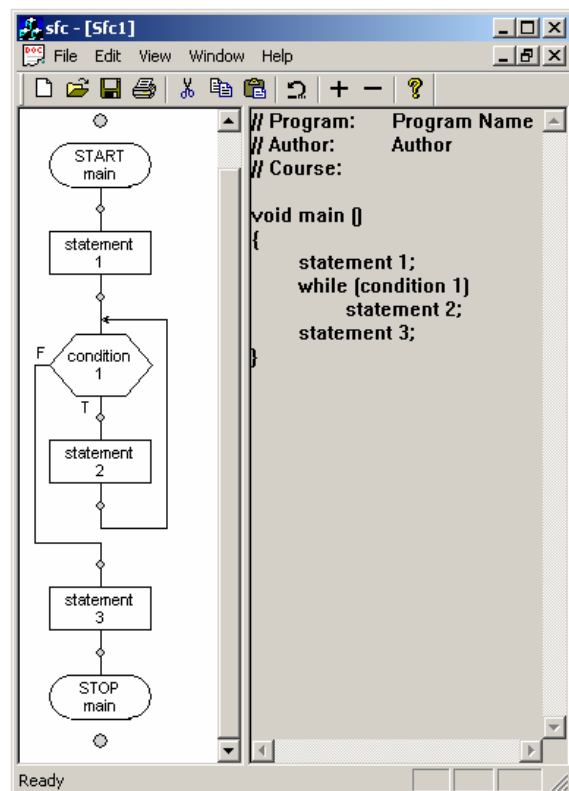 sfc - [Sfc1]
DOC
File Edit View Window Help
START
main
statement
1
F
condition
1
T
statement
2
statement
3
STOP
main
// Program: Program Name
// Author: Author
// Course:
void main ()
{
statement 1;
while (condition 1)
statement 2;
statement 3;
}
Ready